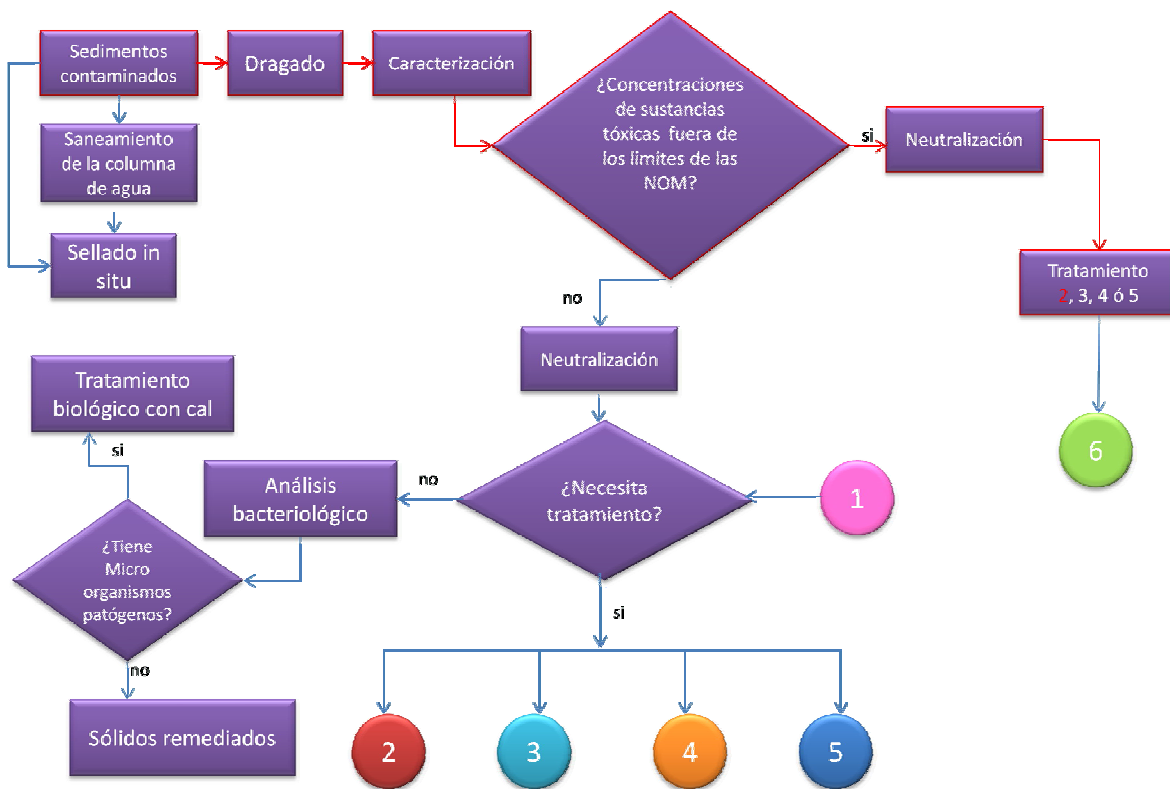 Sedimentos
contaminados
Dragado
Caracterización
¿Concentraciones
de sustancias
tóxicas fuera de
los limites de las
NOM?
si
Neutralización
Saneamiento
de la columna
de agua
Sellado in
situ
Tratamiento
2, 3, 4 ó 5
no
Neutralización
Tratamiento
biológico con cal
6
si
Análisis
bacteriológico
no
¿Necesita
tratamiento?
1
¿Tiene
Micro
organismos
patógenos?
si
no
Sólidos remediados
2
3
4
5